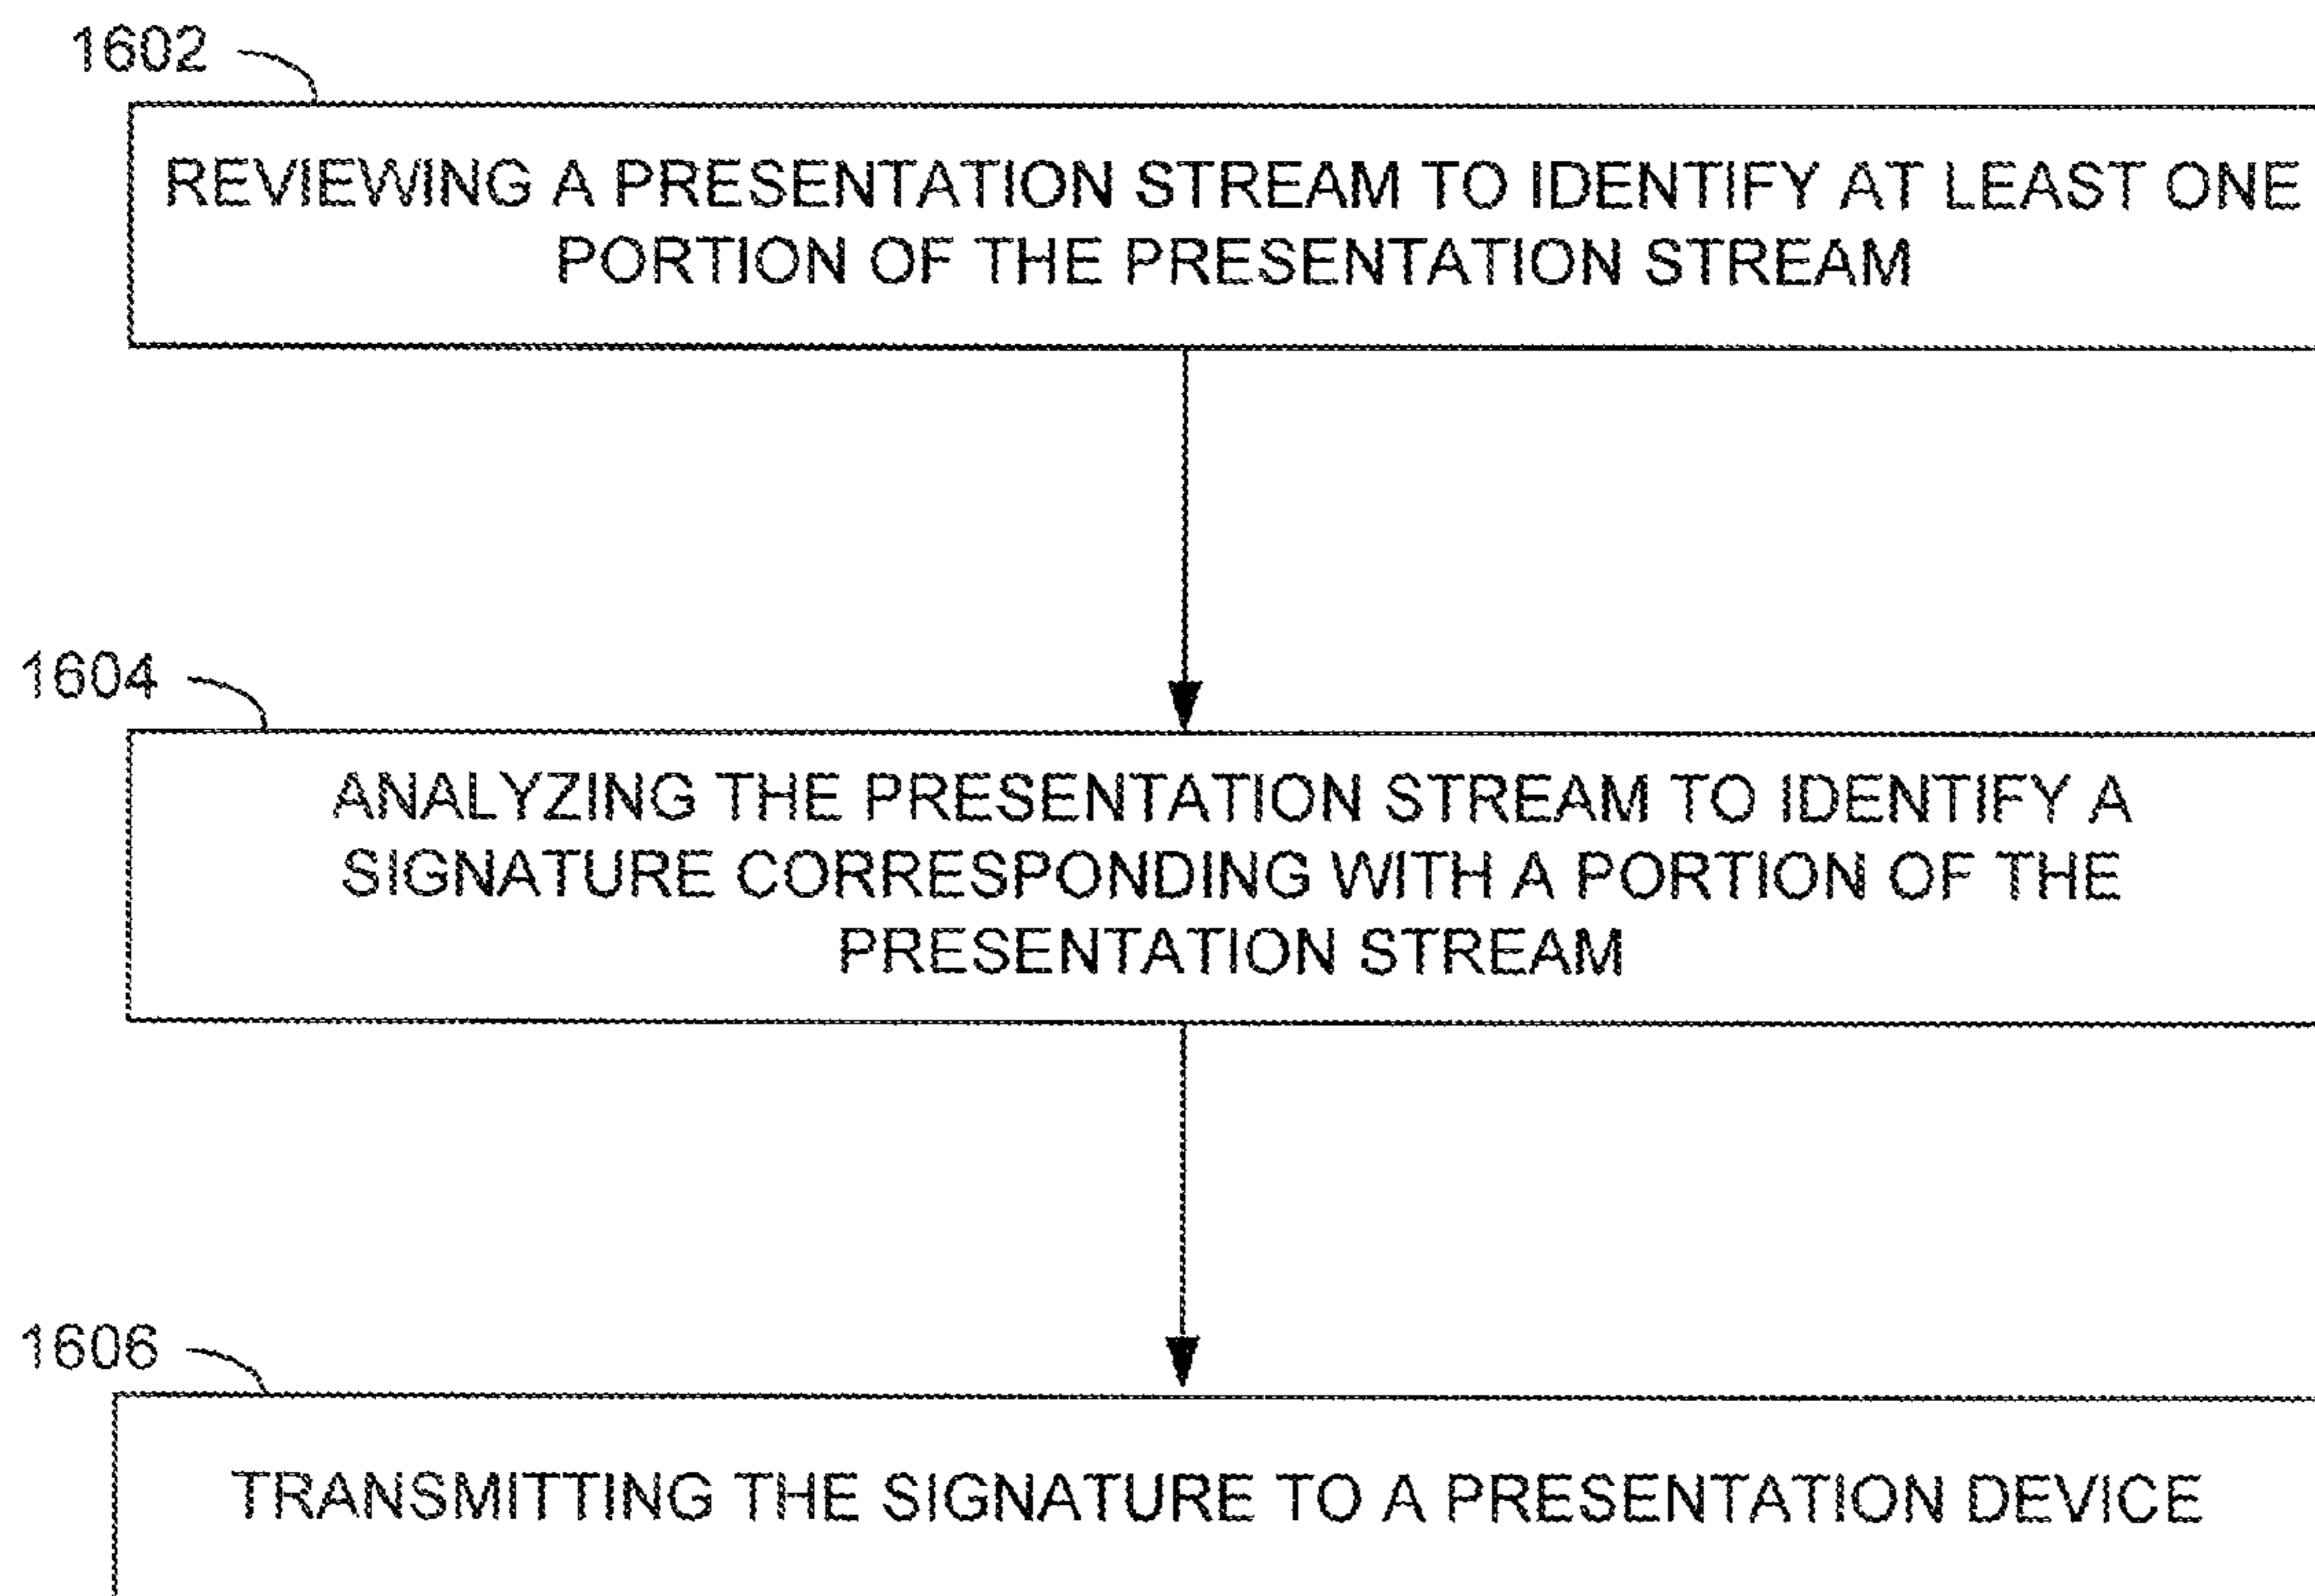 1602
REVIEWING A PRESENTATION STREAM TO IDENTIFY AT LEAST ONE
PORTION OF THE PRESENTATION STREAM
1604
ANALYZING THE PRESENTATION STREAM TO IDENTIFY A
SIGNATURE CORRESPONDING WITH A PORTION OF THE
PRESENTATION STREAM
1606
TRANSMITTING THE SIGNATURE TO A PRESENTATION DEVICE